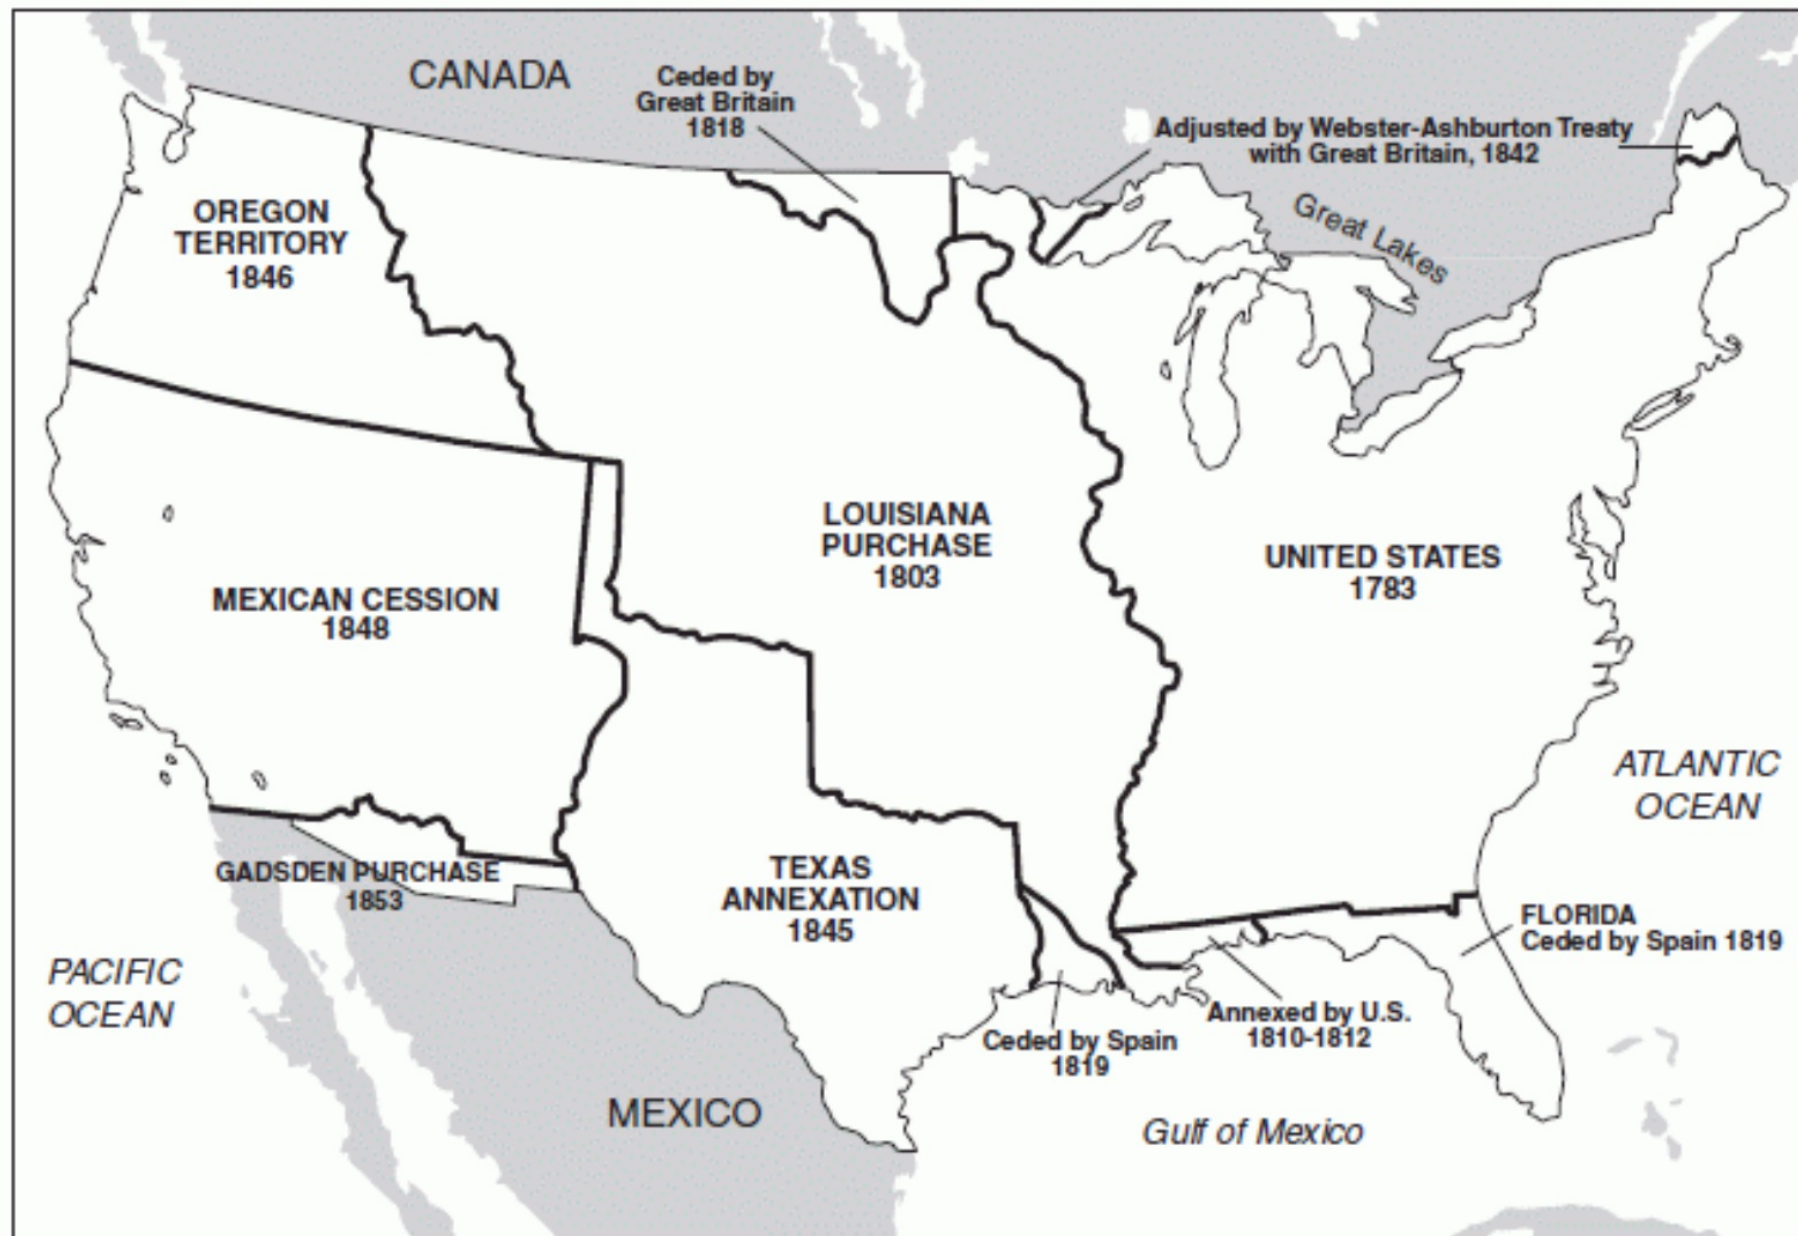 CANADA
Ceded by
Great Britain
1818
Adjusted by Webster-Ashburton Treaty
with Great Britain, 1842
OREGON
TERRITORY
1846
Great Lakes
LOUISIANA
PURCHASE
1803
UNITED STATES
1783
MEXICAN CESSION
1848
ATLANTIC
OCEAN
GADSDEN PURCHASE
1853
TEXAS
ANNEXATION
1845
FLORIDA
Ceded by Spain 1819
PACIFIC
OCEAN
Annexed by U.S.
1810-1812
Ceded by Spain
1819
MEXICO
Gulf of Mexico